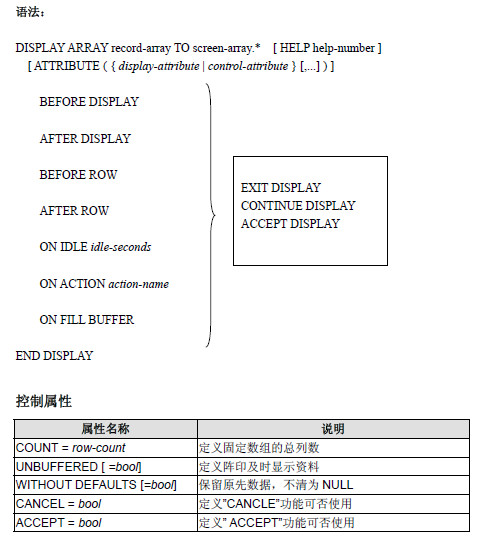 语法：
DISPLAY ARRAY record-array TO screen-array.* [ HELP help-number ]
[ ATTRIBUTE ( { display-attribute | control-attribute } [,...] ) ]
BEFORE DISPLAY
AFTER DISPLAY
BEFORE ROW
AFTER ROW
ON IDLE idle-seconds
ON ACTION action-name
ON FILL BUFFER
EXIT DISPLAY
CONTINUE DISPLAY
ACCEPT DISPLAY
END DISPLAY
控制属性
属性名称 说明
COUNT = row-count 定义固定数组的总列数
UNBUFFERED [ =bool] 定义阵印及时显示资料
WITHOUT DEFAULTS [=bool] 保留原先数据，不清为 NULL
CANCEL = bool 定义”CANCLE”功能可否使用
ACCEPT = bool 定义” ACCEPT”功能可否使用